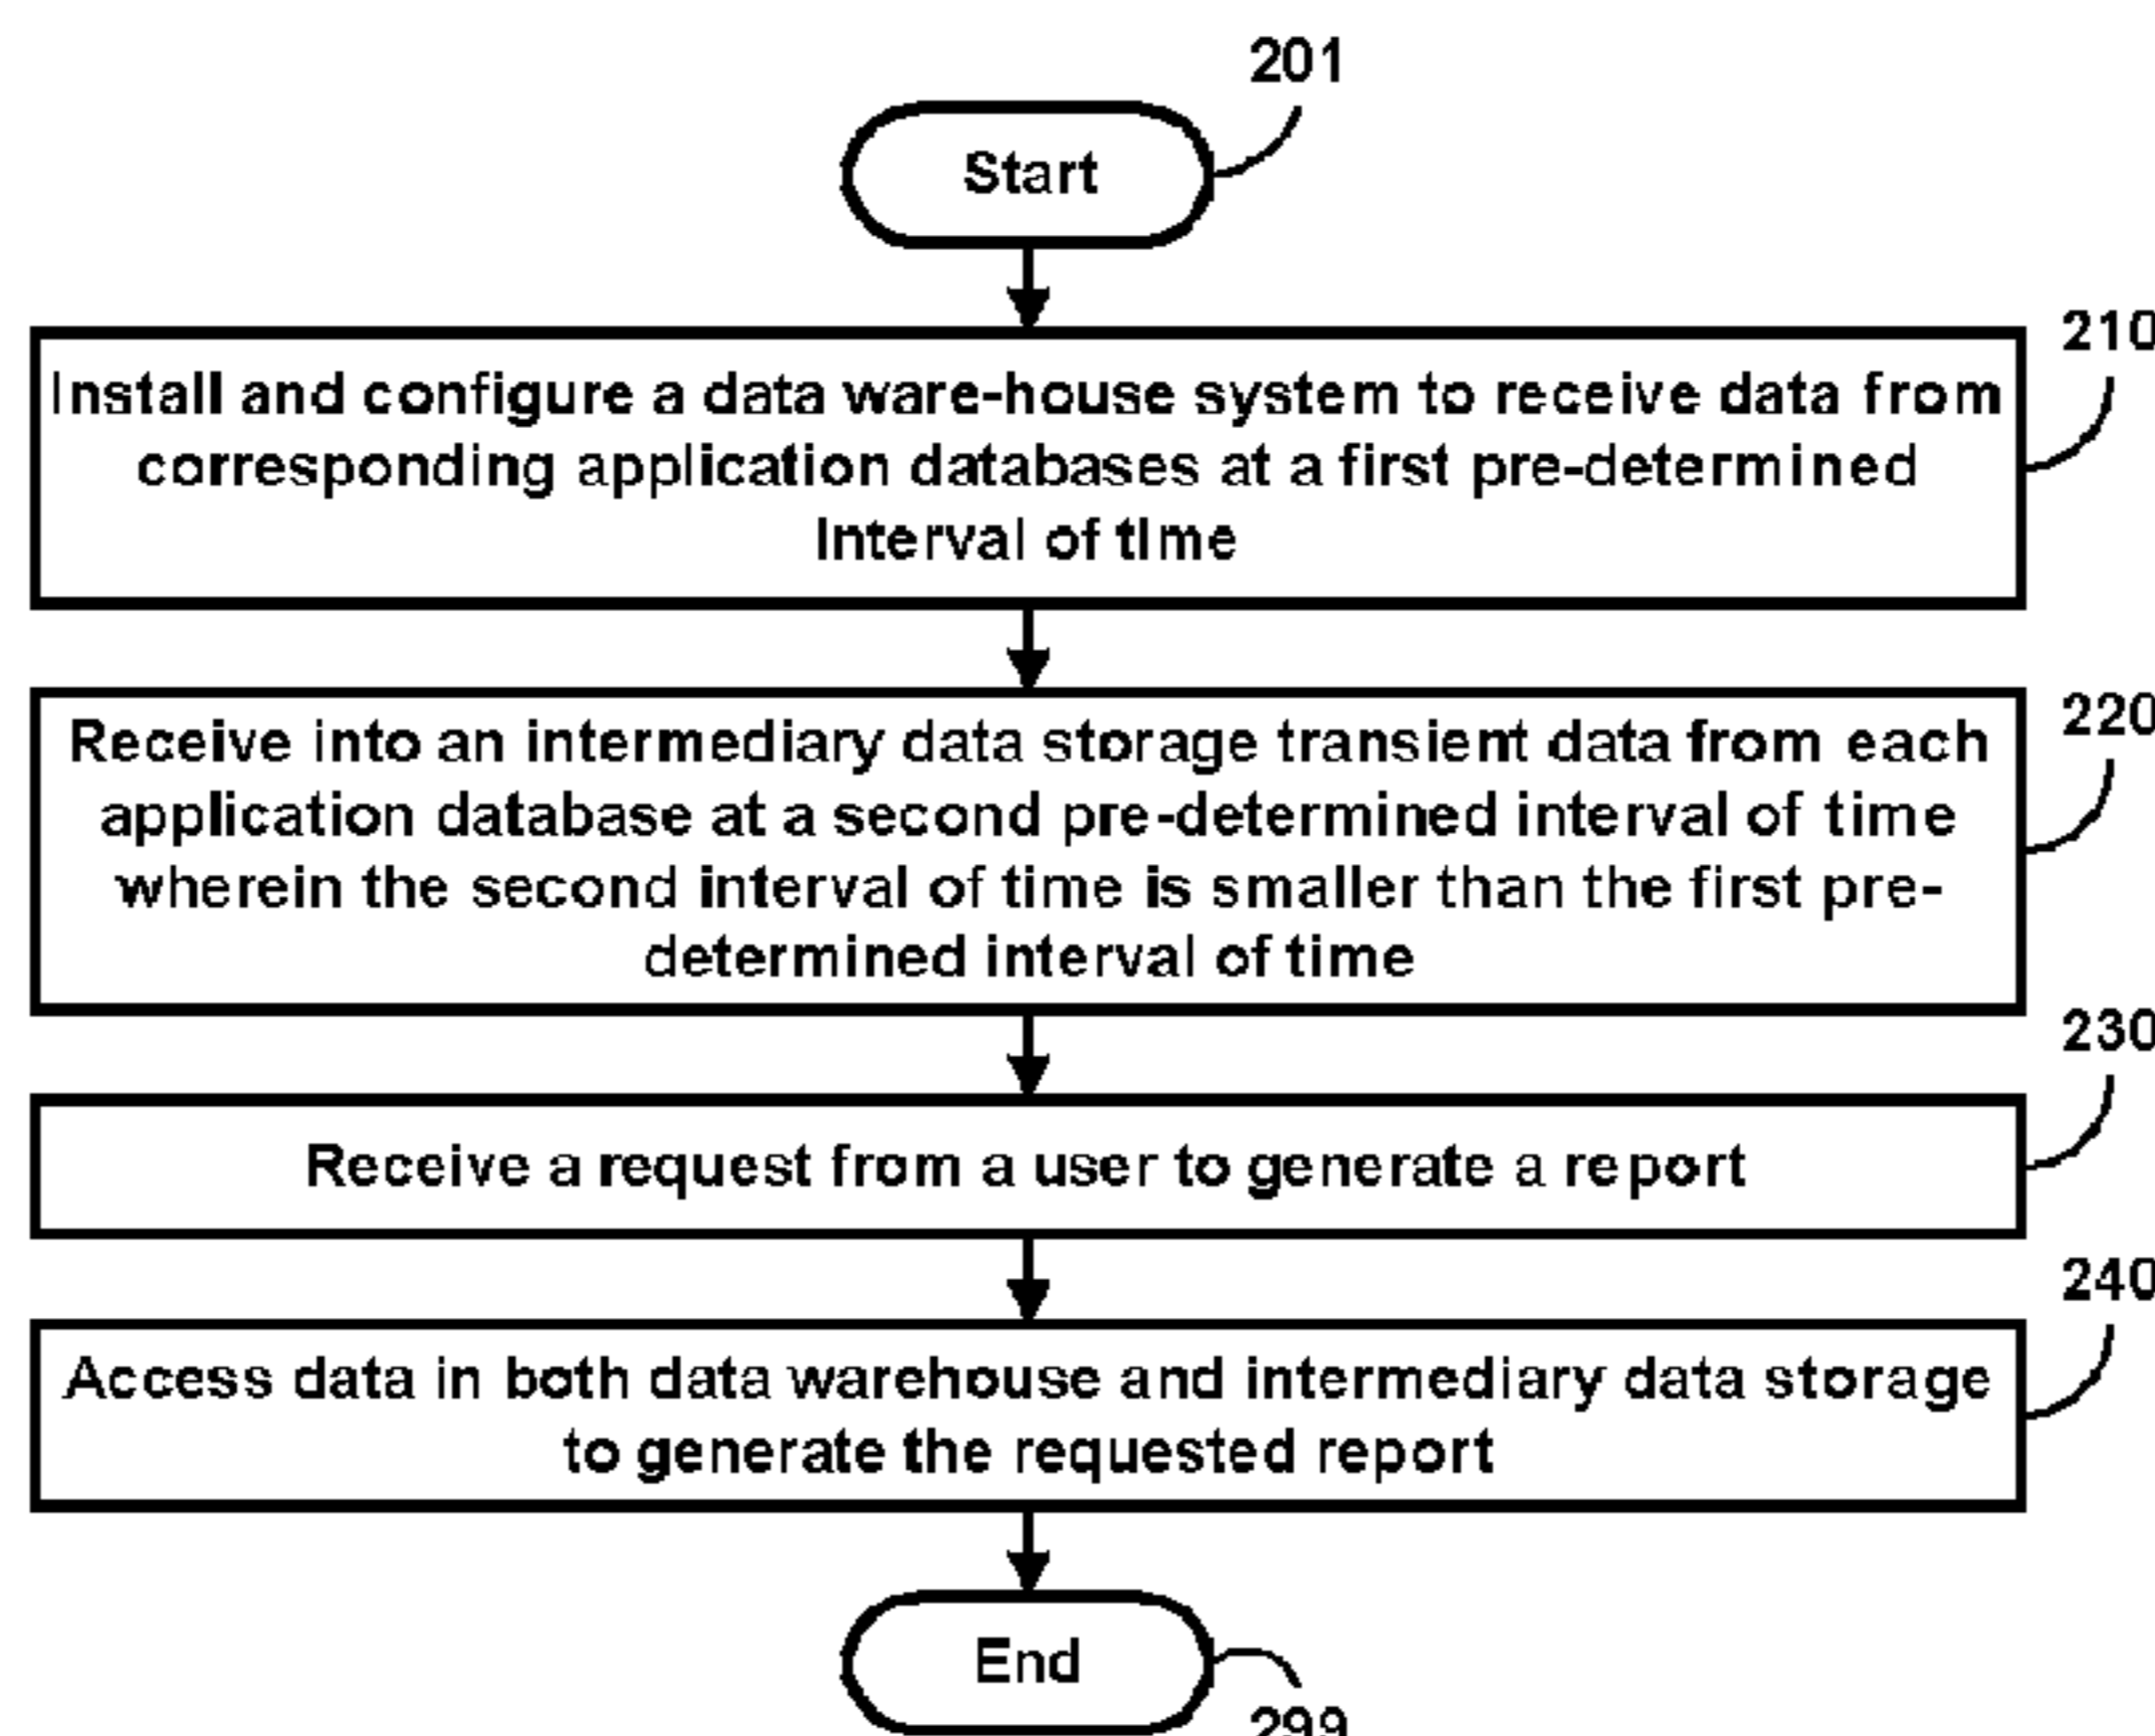 201
Start
210
Install and configure a data ware-house system to receive data from
corresponding application databases at a first pre-determined
interval of time
220
Receive into an intermediary data storage transient data from each
application database at a second pre-determined interval of time
wherein the second interval of time is smaller than the first pre-
determined interval of time
230
Receive a request from a user to generate a report
240
Access data in both data warehouse and intermediary data storage
to generate the requested report
End
299